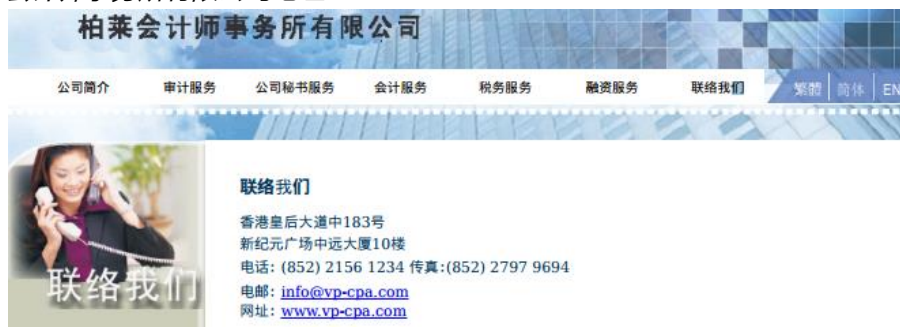 柏莱会计师事务所有限公司
公司简介 审计服务 公司秘书服务 会计服务 税务服务 融资服务 联络我们 繁體 简体 EN
联络我们
香港皇后大道中183号
新纪元广场中远大厦10楼
电话: (852) 2156 1234 传真:(852) 2797 9694
电邮: info@vp-cpa.com
网址: www.vp-cpa.com
联络我们